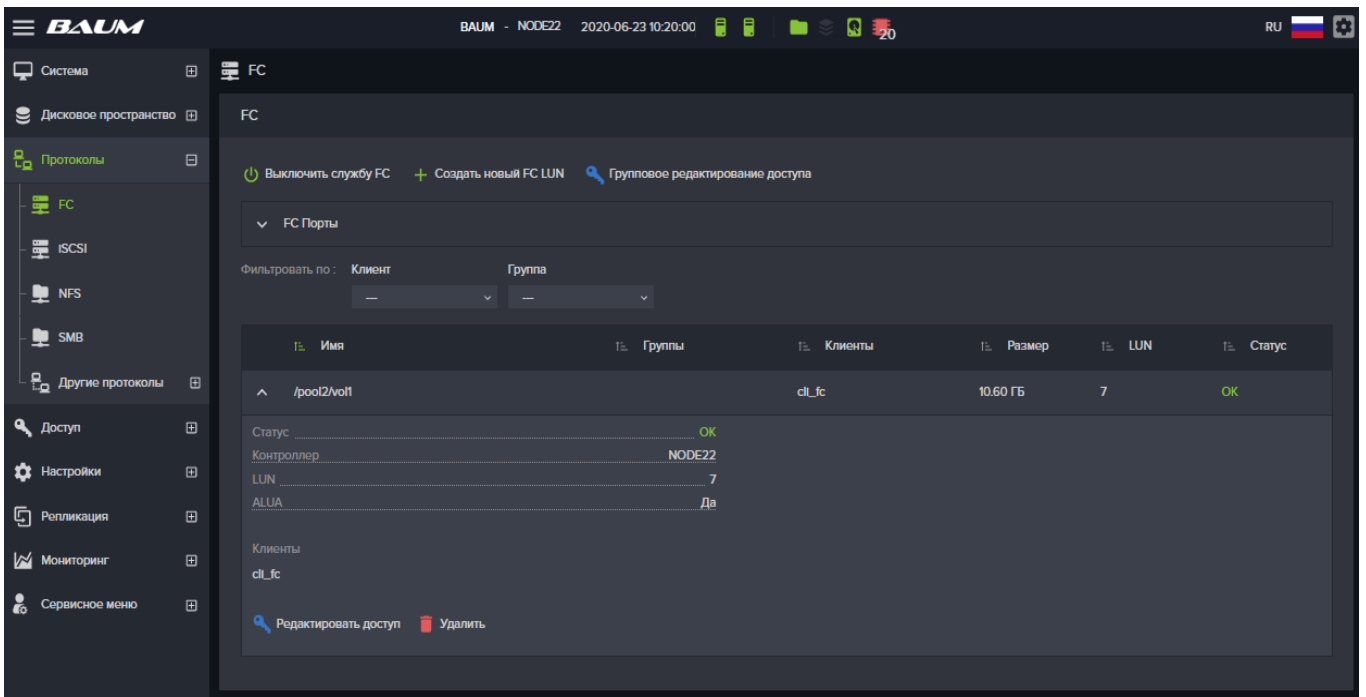 BAUM
BAUM - NODE22 2020-06-23 10:20:00 20 RU
Система
FC
Дисковое пространство
FC
Протоколы
Выключить службу FC Создать новый FC LUN Групповое редактирование доступа
FC
FC Порты
iSCSI
Фильтровать по : Клиент Группа
NFS
— —
SMB
Имя Группы Клиенты Размер LUN Статус
Другие протоколы
/pool2/vol1 clt_fc 10.60 ГБ 7 OK
Доступ
Статус OK
Контроллер NODE22
Настройки
LUN 7
ALUA Да
Репликация
Клиенты
Мониторинг
clt_fc
Сервисное меню
Редактировать доступ Удалить